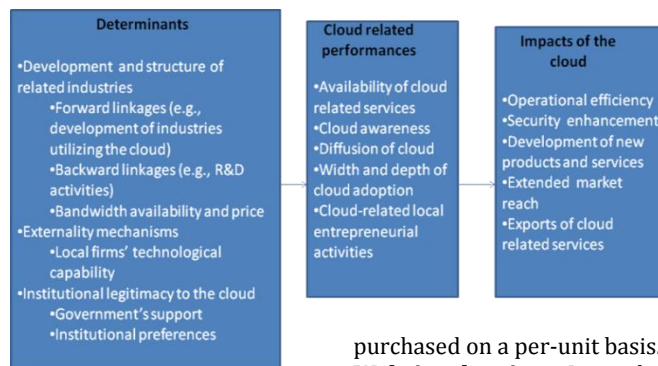 Determinants
•Development and structure of
related industries
•Forward linkages (e.g.,
development of industries
utilizing the cloud)
•Backward linkages (e.g., R&D
activities)
•Bandwidth availability and price
•Externality mechanisms
•Local firms' technological
capability
•Institutional legitimacy to the cloud
•Government's support
•Institutional preferences
Cloud related
performances
•Availability of cloud
related services
•Cloud awareness
•Diffusion of cloud
•Width and depth of
cloud adoption
•Cloud-related local
entrepreneurial
activities
Impacts of the
cloud
•Operational efficiency
•Security enhancement
•Development of new
products and services
•Extended market
reach
•Exports of cloud
related services
purchased on a per-unit basis.